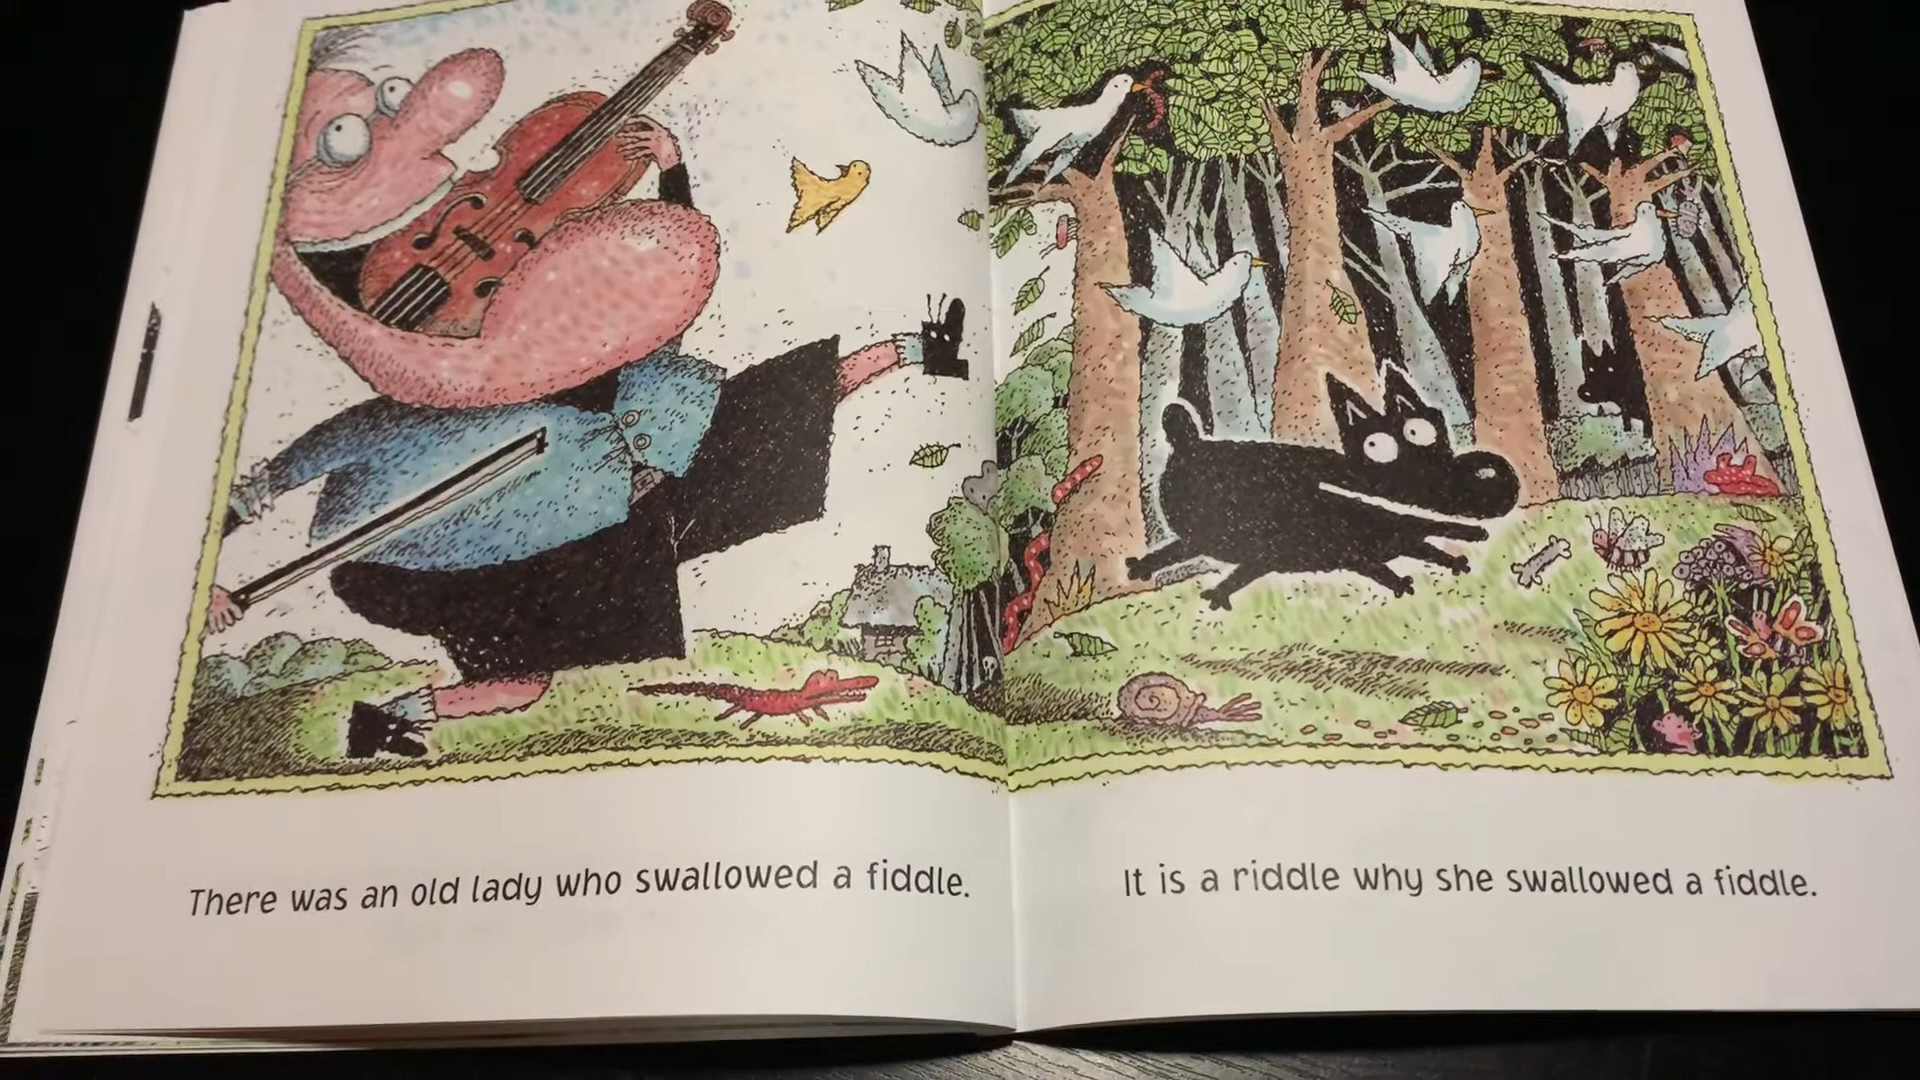 There was an old lady who swallowed a fiddle.
It is a riddle why she swallowed a fiddle.